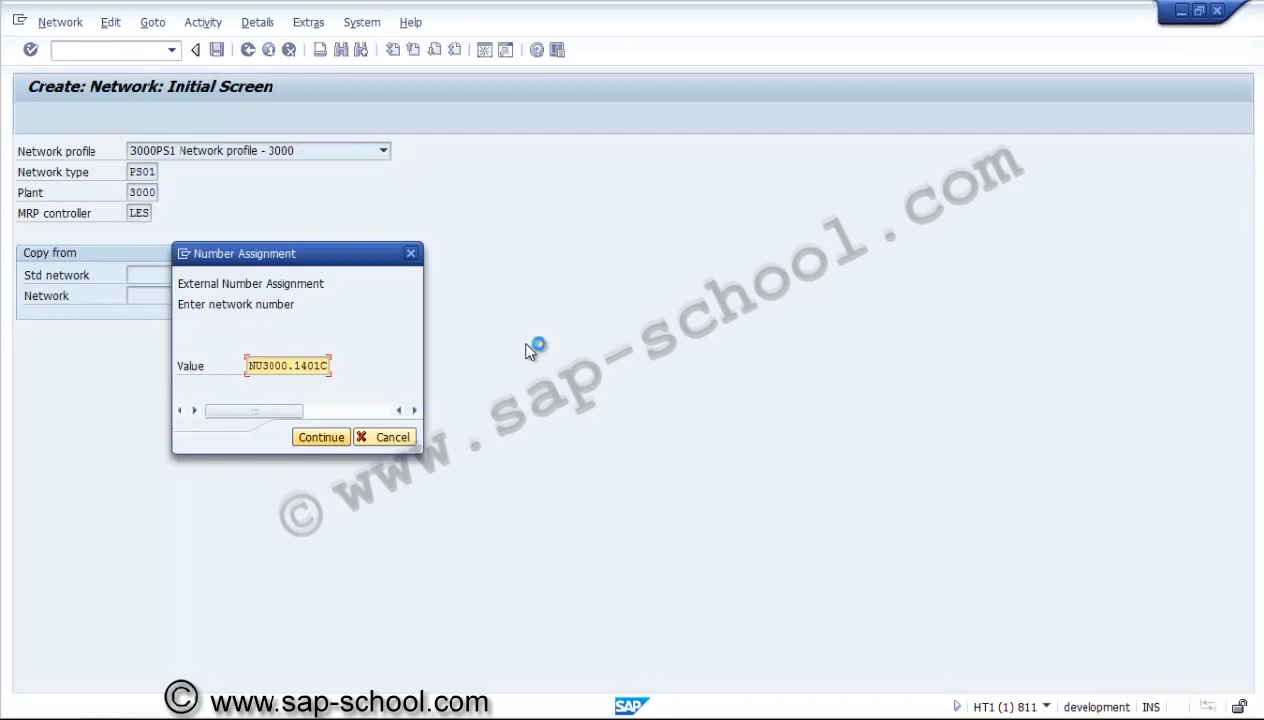 Network Edit Goto Activity Details Extras System Help
Create: Network: Initial Screen
Network profile 3000PS1 Network profile - 3000
Network type PS01
Plant 3000
MRP controller LES
Copy from
Std network
Network
Number Assignment
External Number Assignment
Enter network number
Value NU3000.1401C
Continue Cancel
© www.sap-school.com
© www.sap-school.com
SAP
HT1 (1) 811 development INS